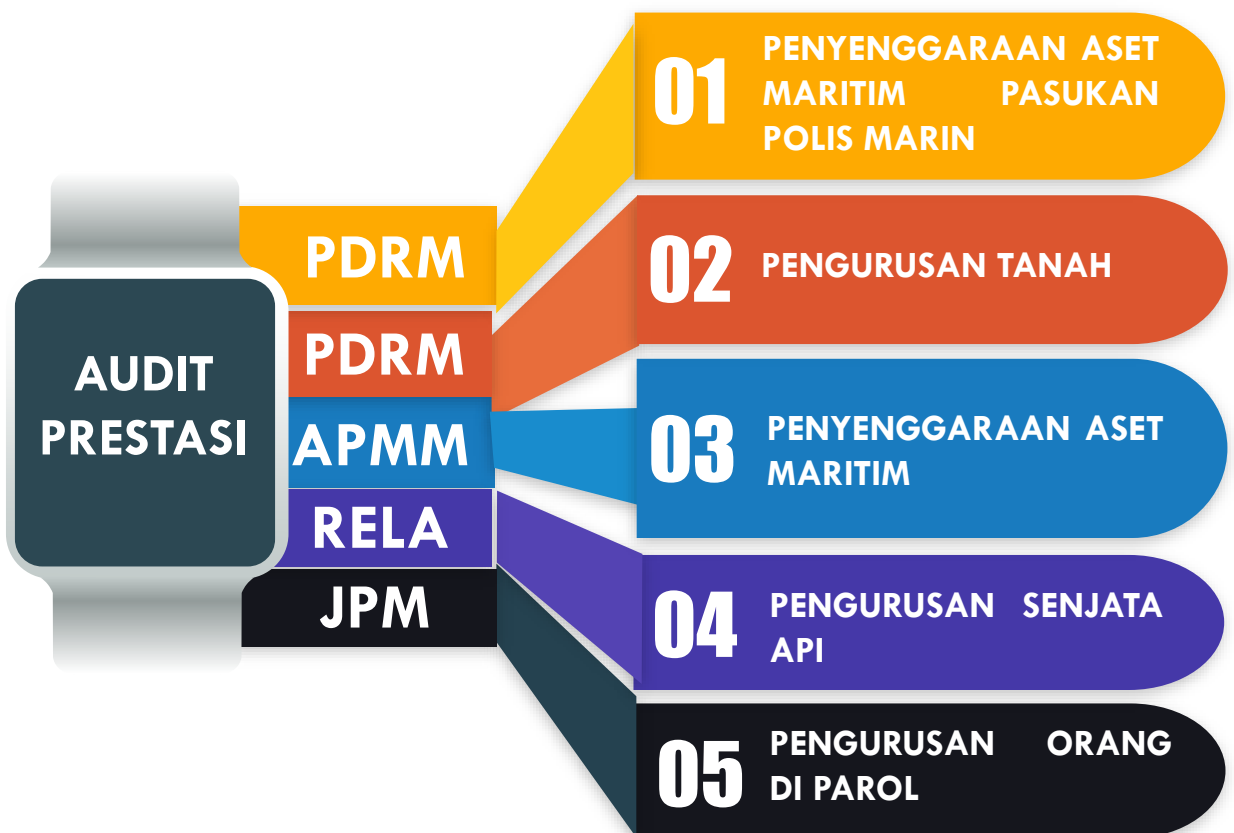 AUDIT
PRESTASI
PDRM
PDRM
APMM
RELA
JPM
01
PENYENGGARAAN ASET
MARITIM PASUKAN
POLIS MARIN
02
PENGURUSAN TANAH
03
PENYENGGARAAN ASET
MARITIM
04
PENGURUSAN SENJATA
API
05
PENGURUSAN ORANG
DI PAROL